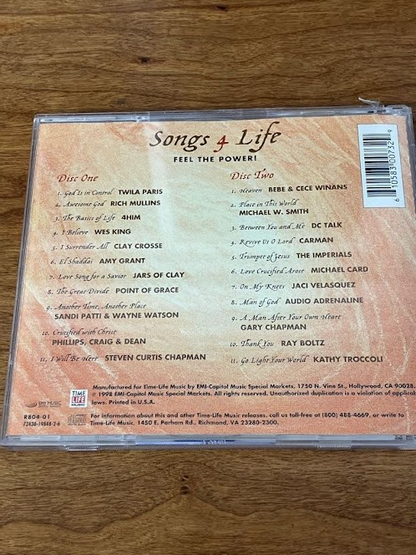 Songs 4 Life
FEEL THE POWER!
Disc One
1. God Is in Control TWILA PARIS
2. Awesome God RICH MULLINS
3. The Basics of Life 4HIM
4. I Believe WES KING
5. I Surrender All CLAY CROSSE
6. El Shaddai AMY GRANT
7. Love Song for a Savior JARS OF CLAY
8. The Great Divide POINT OF GRACE
9. Another Time, Another Place
SANDI PATTI & WAYNE WATSON
10. Crucified with Christ
PHILLIPS, CRAIG & DEAN
11. I Will Be Here STEVEN CURTIS CHAPMAN
Disc Two
1. Heaven BEBE & CECE WINANS
2. Place in This World
MICHAEL W. SMITH
3. Between You and Me DC TALK
4. Revive Us O Lord CARMAN
5. Trumpet of Jesus THE IMPERIALS
6. Love Crucified Arose MICHAEL CARD
7. On My Knees JACI VELASQUEZ
8. Man of God AUDIO ADRENALINE
9. A Man After Your Own Heart
GARY CHAPMAN
10. Thank You RAY BOLTZ
11. Go Light Your World KATHY TROCCOLI
6 10583 00732 9
Manufactured for Time-Life Music by EMI-Capitol Music Special Markets, 1750 N. Vine St., Hollywood, CA 90028.
1998 EMI-Capitol Music Special Markets. All rights reserved. Unauthorized duplication is a violation of applicable
laws. Printed in U.S.A.
TIME LIFE MUSIC
R804-01
For information about this and other Time-Life Music releases, call us toll-free at (800) 488-4669, or write to
Time-Life Music, 1450 E. Parham Rd., Richmond, VA 23280-2300.